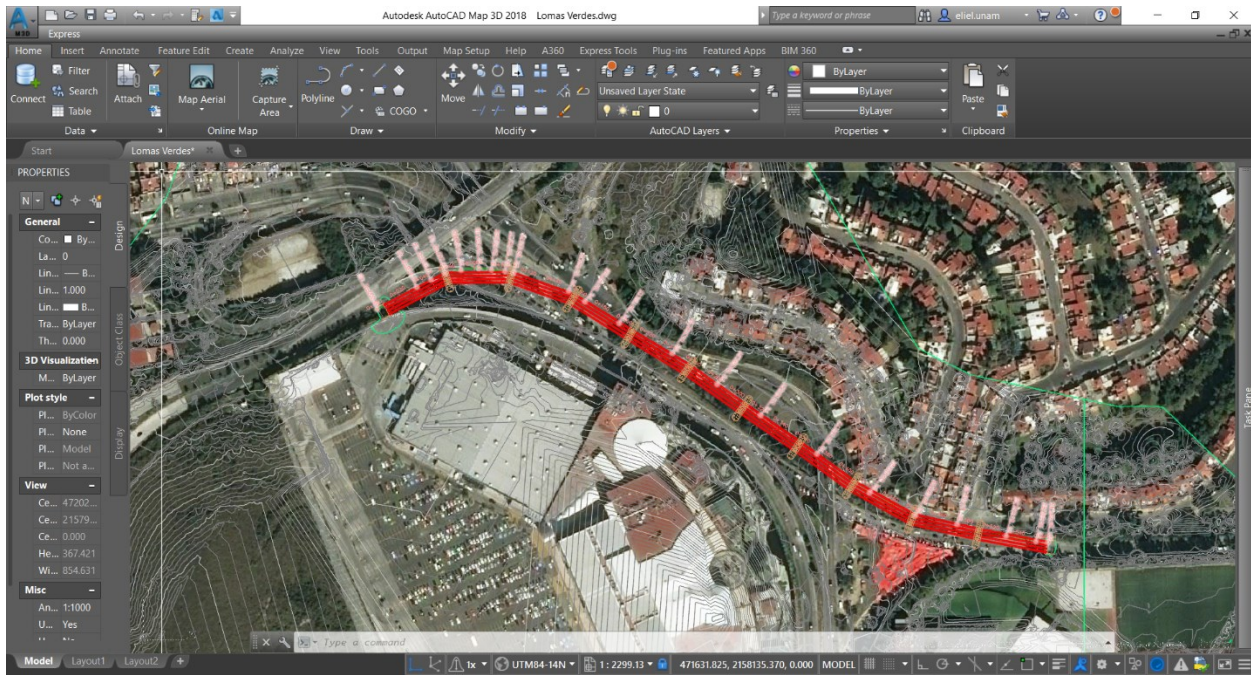 Autodesk AutoCAD Map 3D 2018 Lomas Verdes.dwg
Type a keyword or phrase
eliel.unam
M3D
Express
Home Insert Annotate Feature Edit Create Analyze View Tools Output Map Setup Help A360 Express Tools Plug-ins Featured Apps BIM 360
Connect
Filter
Search
Table
Attach
Map Aerial
Capture Area
Polyline
COGO
Move
Unsaved Layer State
0
ByLayer
ByLayer
ByLayer
Paste
Data
Online Map
Draw
Modify
AutoCAD Layers
Properties
Clipboard
Start
Lomas Verdes*
PROPERTIES
N
General
Co... By...
La... 0
Lin... B...
Lin... 1.000
Lin... B...
Tra... ByLayer
Th... 0.000
3D Visualization
M... ByLayer
Plot style
Pl... ByColor
Pl... None
Pl... Model
Pl... Not a...
View
Ce... 47202...
Ce... 21579...
Ce... 0.000
He... 367.421
Wi... 854.631
Misc
An... 1:1000
U... Yes
Design
Object Class
Display
Task Pane
Type a command
Model Layout1 Layout2 +
1x
UTM84-14N
1 : 2299.13
471631.825, 2158135.370, 0.000 MODEL